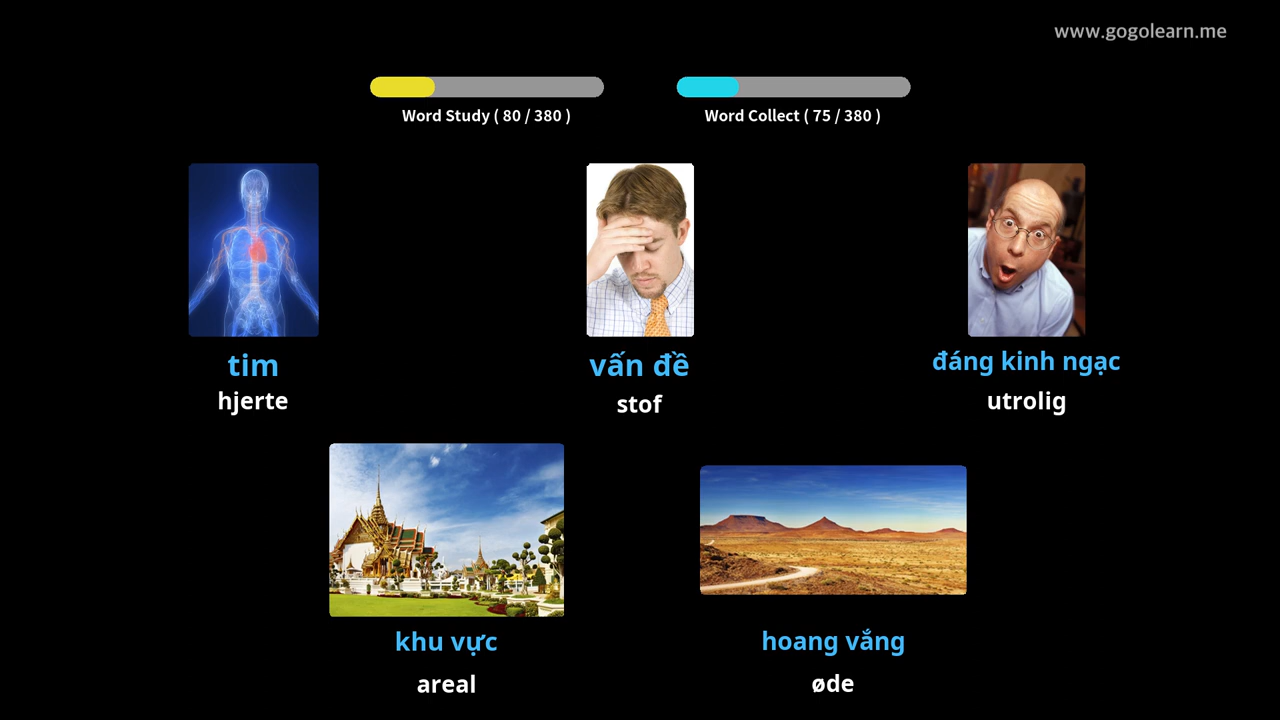 www.gogolearn.me
Word Study ( 80 / 380 )
Word Collect ( 75 / 380 )
tim
hjerte
vấn đề
stof
đáng kinh ngạc
utrolig
khu vực
areal
hoang vắng
øde